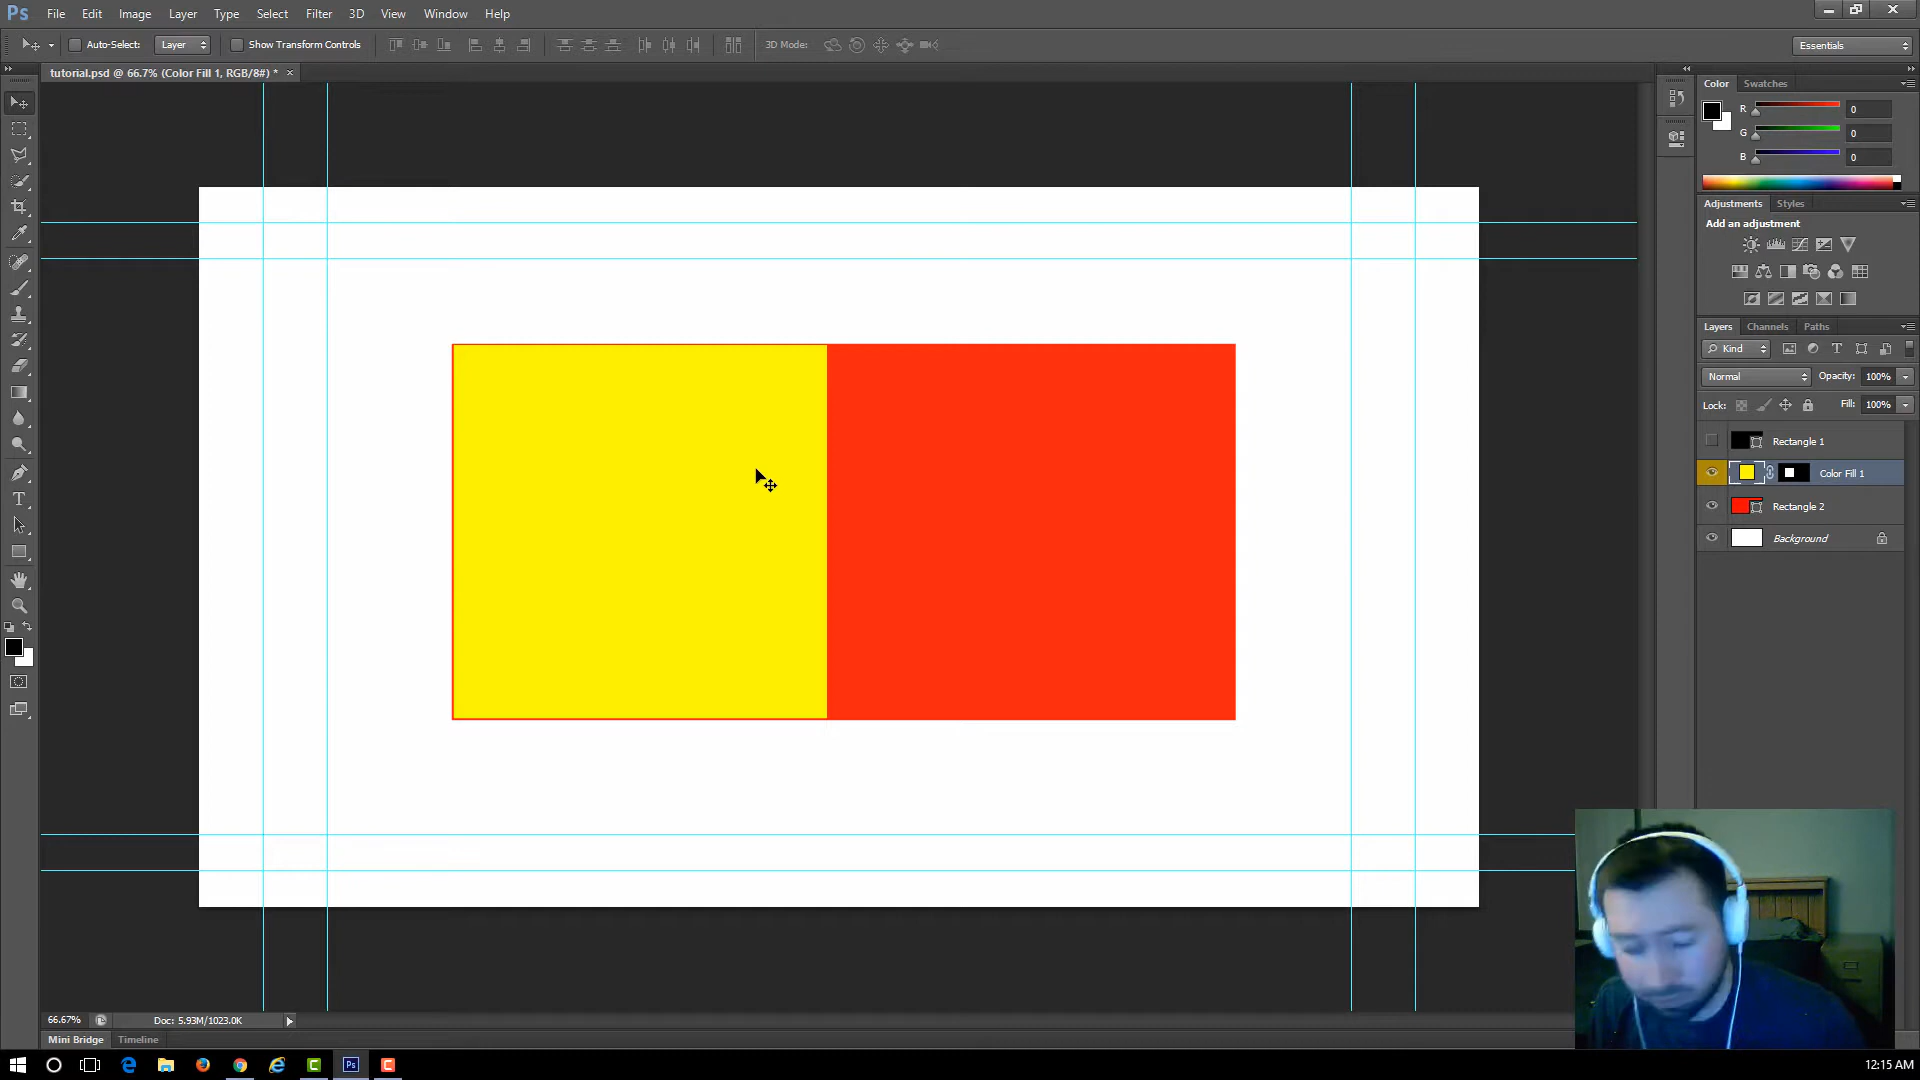 Ps File Edit Image Layer Type Select Filter 3D View Window Help
Auto-Select: Layer Show Transform Controls 3D Mode: Essentials
tutorial.psd @ 66.7% (Color Fill 1, RGB/8#) *
Color Swatches
R 0
G 0
B 0
Adjustments Styles
Add an adjustment
Layers Channels Paths
Kind
Normal Opacity: 100%
Lock: Fill: 100%
Rectangle 1
Color Fill 1
Rectangle 2
Background
66.67% Doc: 5.93M/1023.0K
Mini Bridge Timeline
Ps
12:15 AM